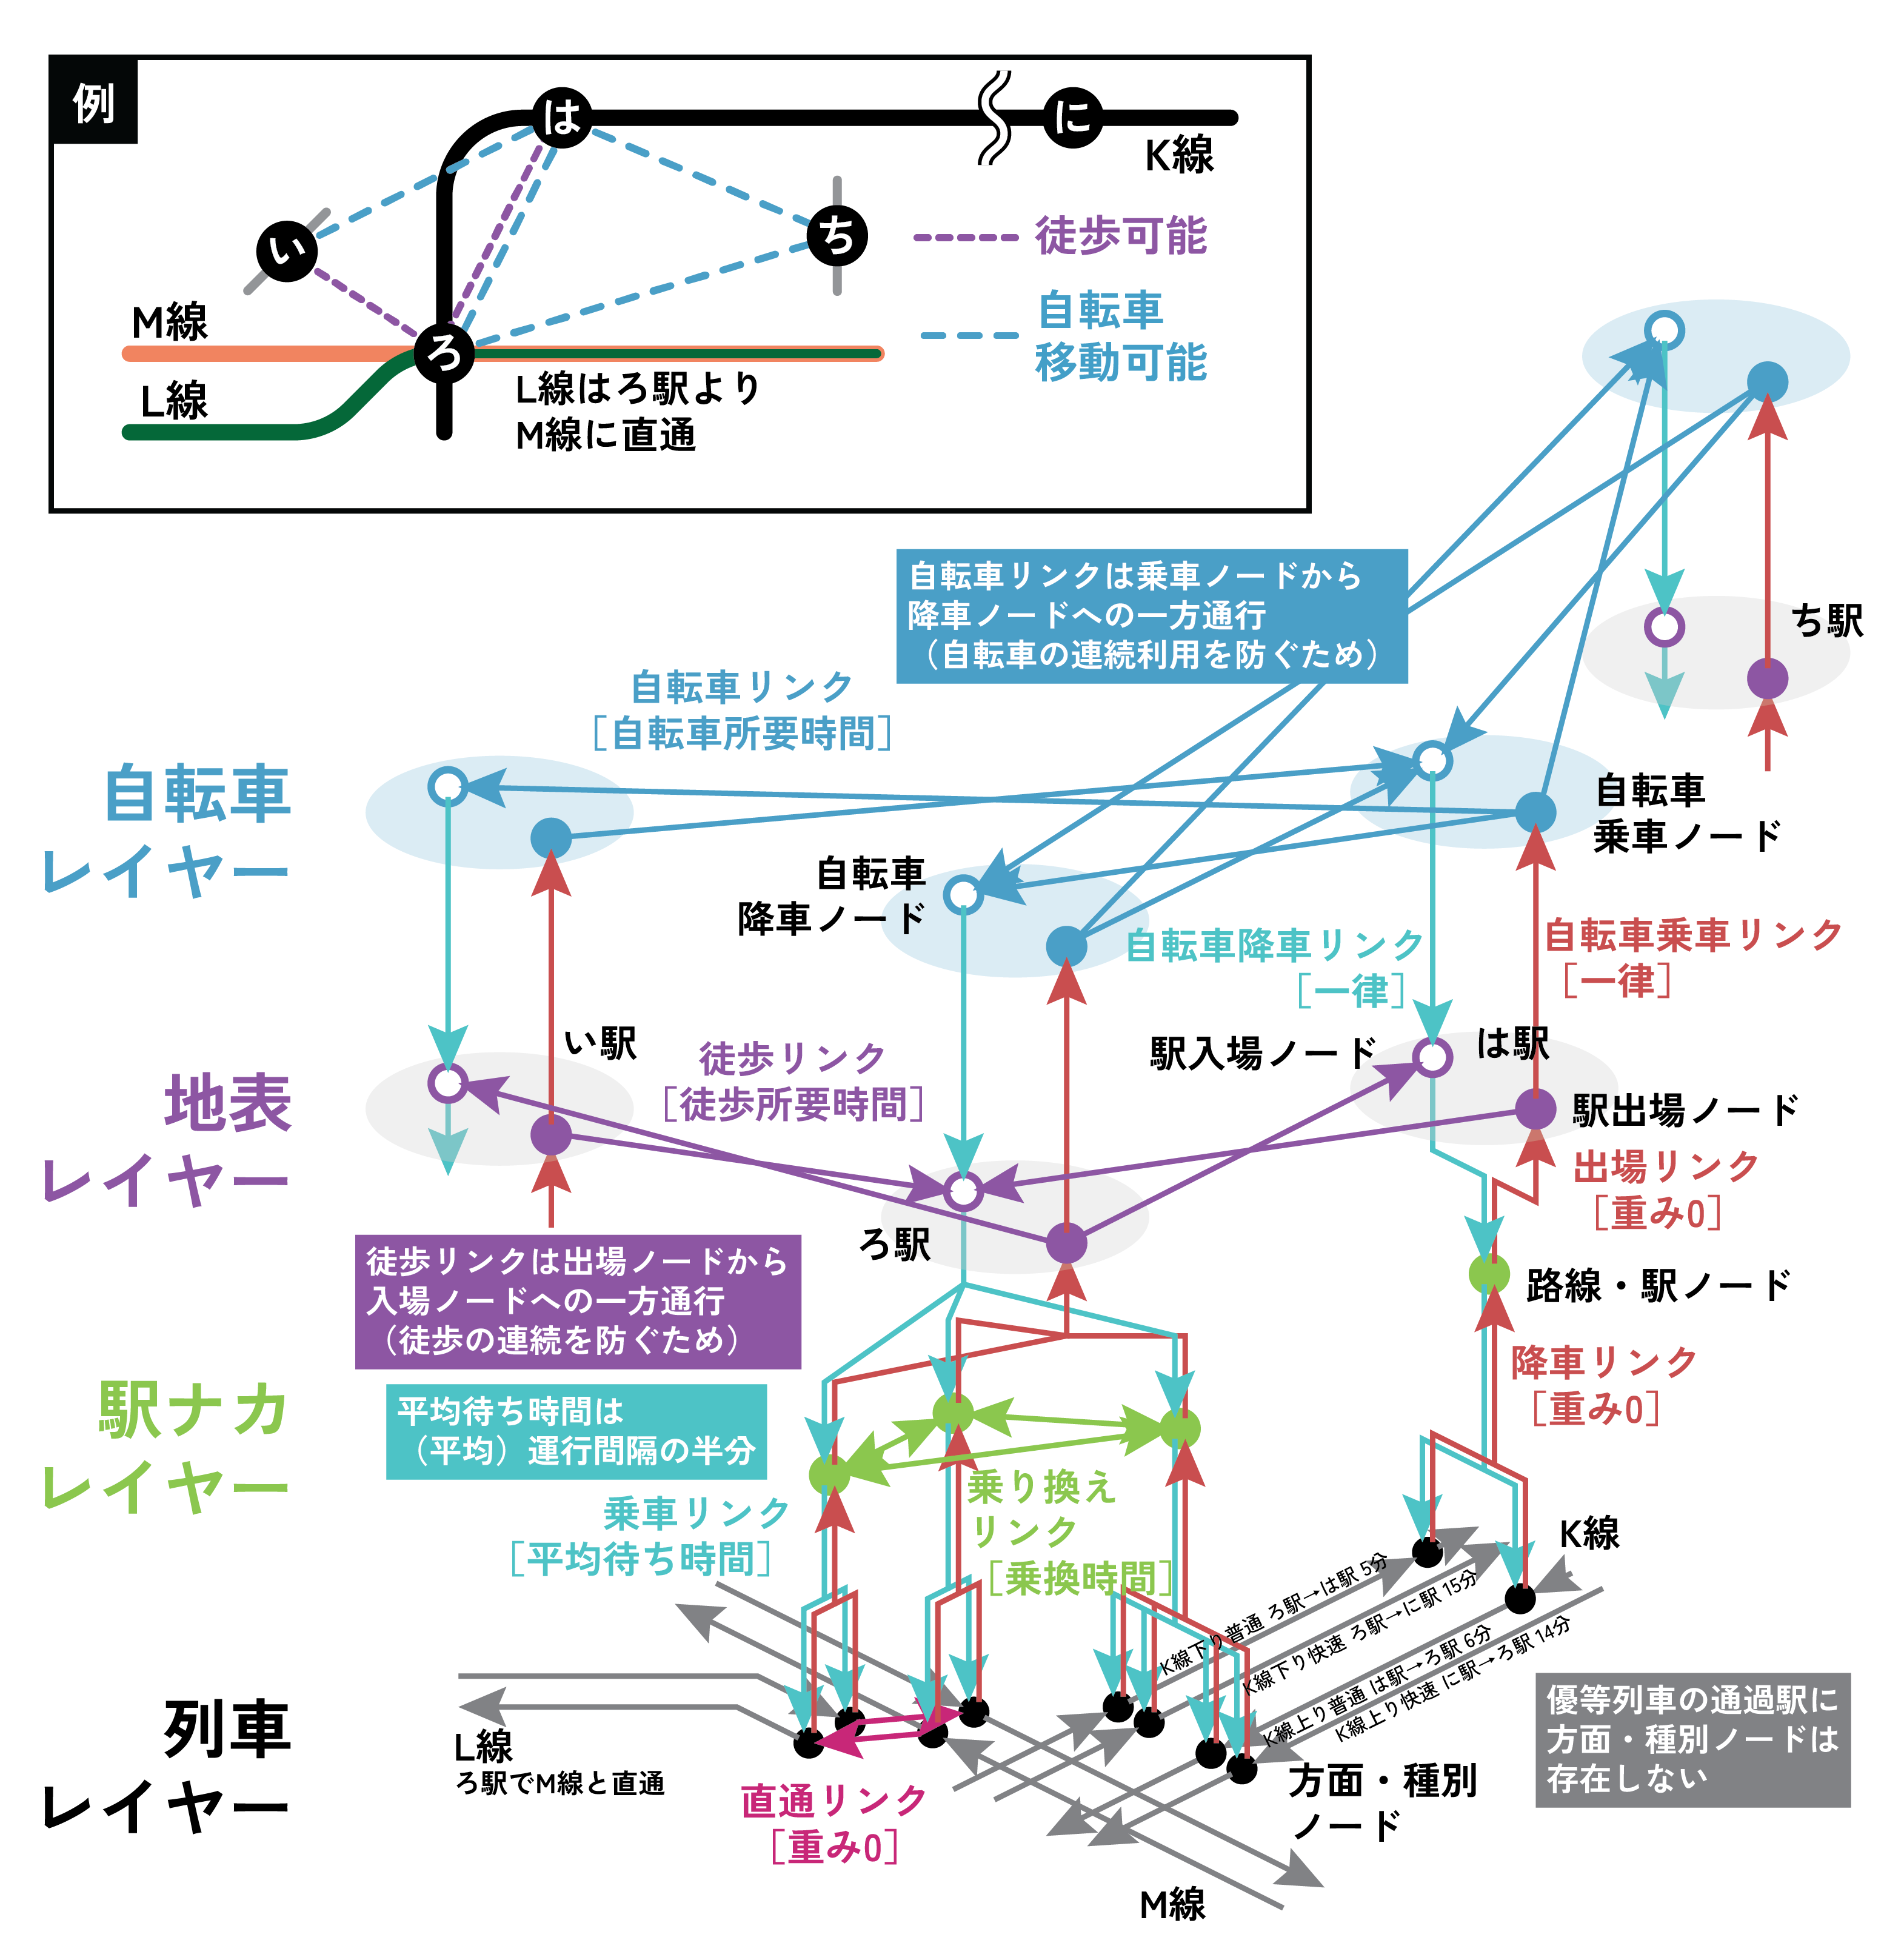 例
は
に
K線
い
ち
徒歩可能
自転車
移動可能
M線
ろ
L線
L線はろ駅より
M線に直通
自転車リンクは乗車ノードから
降車ノードへの一方通行
（自転車の連続利用を防ぐため）
ち駅
自転車リンク
［自転車所要時間］
自転車
レイヤー
自転車
乗車ノード
自転車
降車ノード
自転車降車リンク
［一律］
自転車乗車リンク
［一律］
い駅
徒歩リンク
［徒歩所要時間］
駅入場ノード
は駅
地表
レイヤー
駅出場ノード
出場リンク
［重み0］
ろ駅
徒歩リンクは出場ノードから
入場ノードへの一方通行
（徒歩の連続を防ぐため）
路線・駅ノード
降車リンク
［重み0］
駅ナカ
レイヤー
平均待ち時間は
（平均）運行間隔の半分
乗車リンク
［平均待ち時間］
乗り換え
リンク
［乗換時間］
K線
K線下り普通 ろ駅→は駅 5分
K線下り快速 ろ駅→に駅 15分
K線上り普通 は駅→ろ駅 6分
K線上り快速 に駅→ろ駅 14分
列車
レイヤー
L線
ろ駅でM線と直通
直通リンク
［重み0］
方面・種別
ノード
優等列車の通過駅に
方面・種別ノードは
存在しない
M線